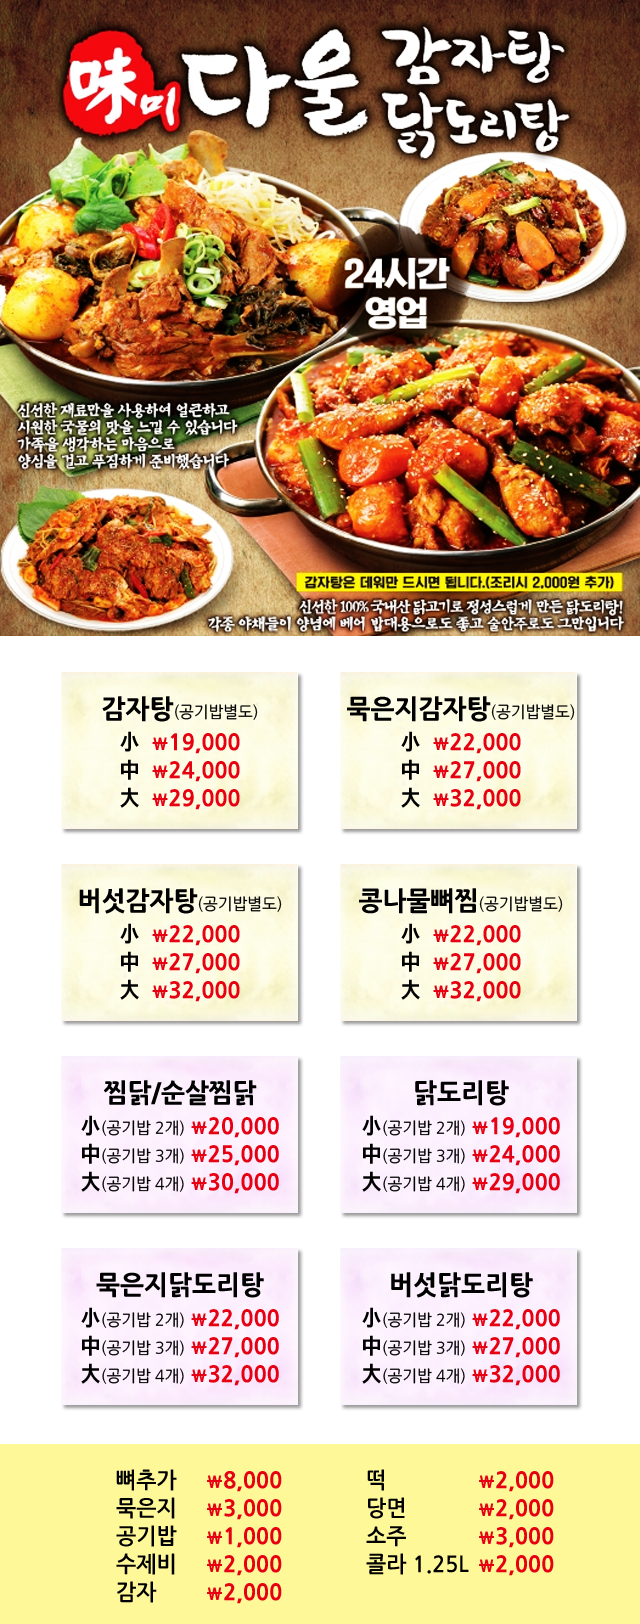 味미 다울 감자탕
닭도리탕
24시간
영업
신선한 재료만을 사용하여 얼큰하고
시원한 국물의 맛을 느낄 수 있습니다
가족을 생각하는 마음으로
양심을 걸고 푸짐하게 준비했습니다
감자탕은 데워만 드시면 됩니다.(조리시 2,000원 추가)
신선한 100% 국내산 닭고기로 정성스럽게 만든 닭도리탕!
각종 야채들이 양념에 베어 밥대용으로도 좋고 술안주로도 그만입니다
감자탕(공기밥별도)
小 ₩19,000
中 ₩24,000
大 ₩29,000
묵은지감자탕(공기밥별도)
小 ₩22,000
中 ₩27,000
大 ₩32,000
버섯감자탕(공기밥별도)
小 ₩22,000
中 ₩27,000
大 ₩32,000
콩나물뼈찜(공기밥별도)
小 ₩22,000
中 ₩27,000
大 ₩32,000
찜닭/순살찜닭
小(공기밥 2개) ₩20,000
中(공기밥 3개) ₩25,000
大(공기밥 4개) ₩30,000
닭도리탕
小(공기밥 2개) ₩19,000
中(공기밥 3개) ₩24,000
大(공기밥 4개) ₩29,000
묵은지닭도리탕
小(공기밥 2개) ₩22,000
中(공기밥 3개) ₩27,000
大(공기밥 4개) ₩32,000
버섯닭도리탕
小(공기밥 2개) ₩22,000
中(공기밥 3개) ₩27,000
大(공기밥 4개) ₩32,000
뼈추가 ₩8,000
묵은지 ₩3,000
공기밥 ₩1,000
수제비 ₩2,000
감자 ₩2,000
떡 ₩2,000
당면 ₩2,000
소주 ₩3,000
콜라 1.25L ₩2,000